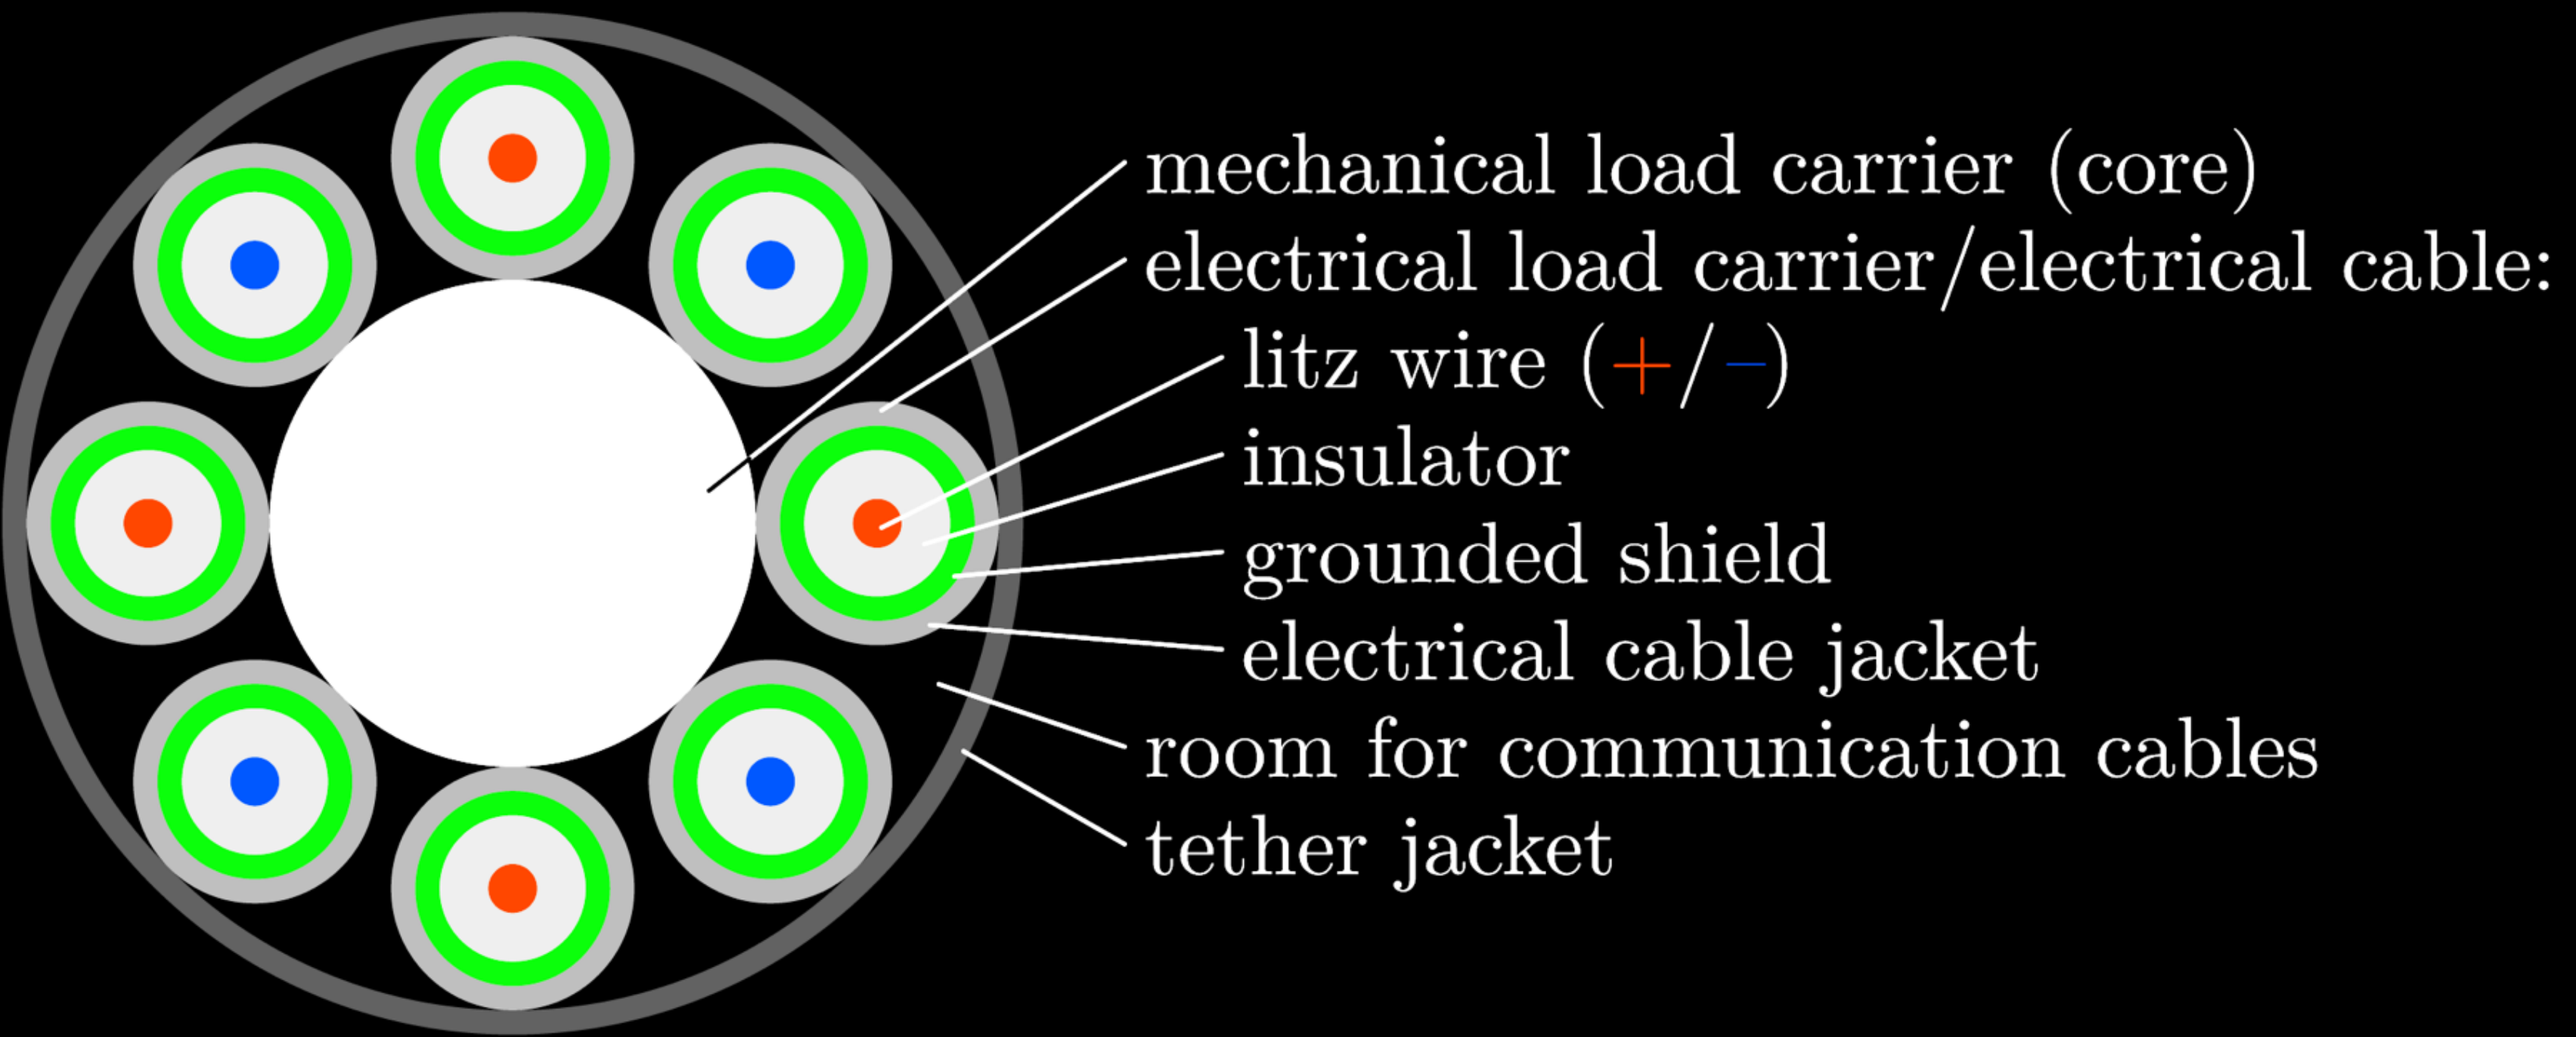 mechanical load carrier (core)
electrical load carrier/electrical cable:
litz wire (+/−)
insulator
grounded shield
electrical cable jacket
room for communication cables
tether jacket